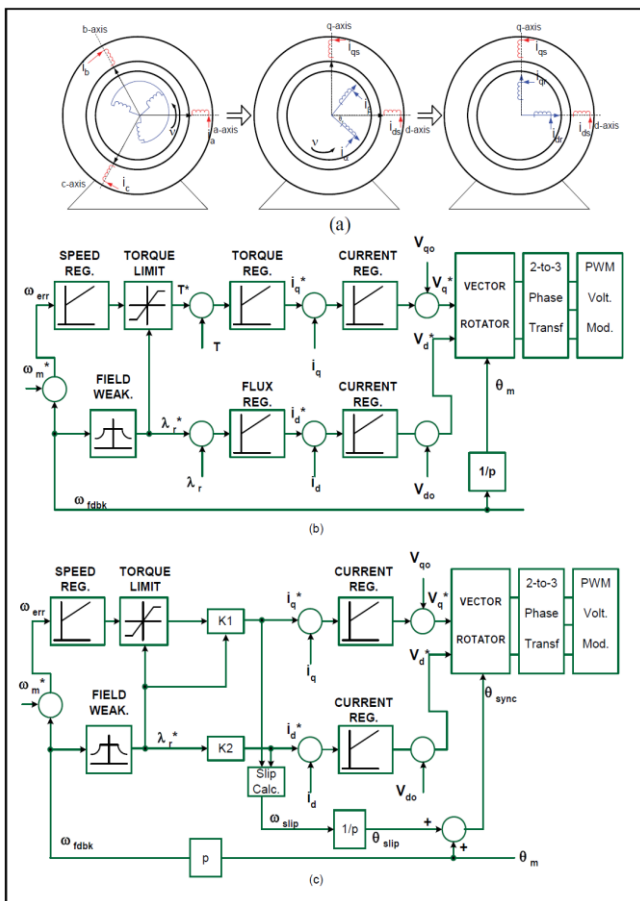 b-axis
q-axis
q-axis
i_b
i_qs
i_qs
i_qr
ν
a-axis
i_a
c-axis
i_c
ν
θ
i_ds
d-axis
i_dr
i_ds
d-axis
(a)
SPEED REG.
TORQUE LIMIT
TORQUE REG.
CURRENT REG.
V_qo
ω_err
T*
T
i_q*
i_q
V_q*
VECTOR ROTATOR
2-to-3 Phase Transf
PWM Volt. Mod.
ω_m*
FIELD WEAK.
FLUX REG.
CURRENT REG.
V_d*
θ_m
λ_r*
λ_r
i_d*
i_d
V_do
1/p
ω_fdbk
(b)
SPEED REG.
TORQUE LIMIT
CURRENT REG.
V_qo
ω_err
K1
i_q*
i_q
V_q*
VECTOR ROTATOR
2-to-3 Phase Transf
PWM Volt. Mod.
ω_m*
FIELD WEAK.
CURRENT REG.
V_d*
θ_sync
λ_r*
K2
i_d*
i_d
V_do
Slip Calc.
ω_slip
1/p
θ_slip
+
+
ω_fdbk
p
θ_m
(c)